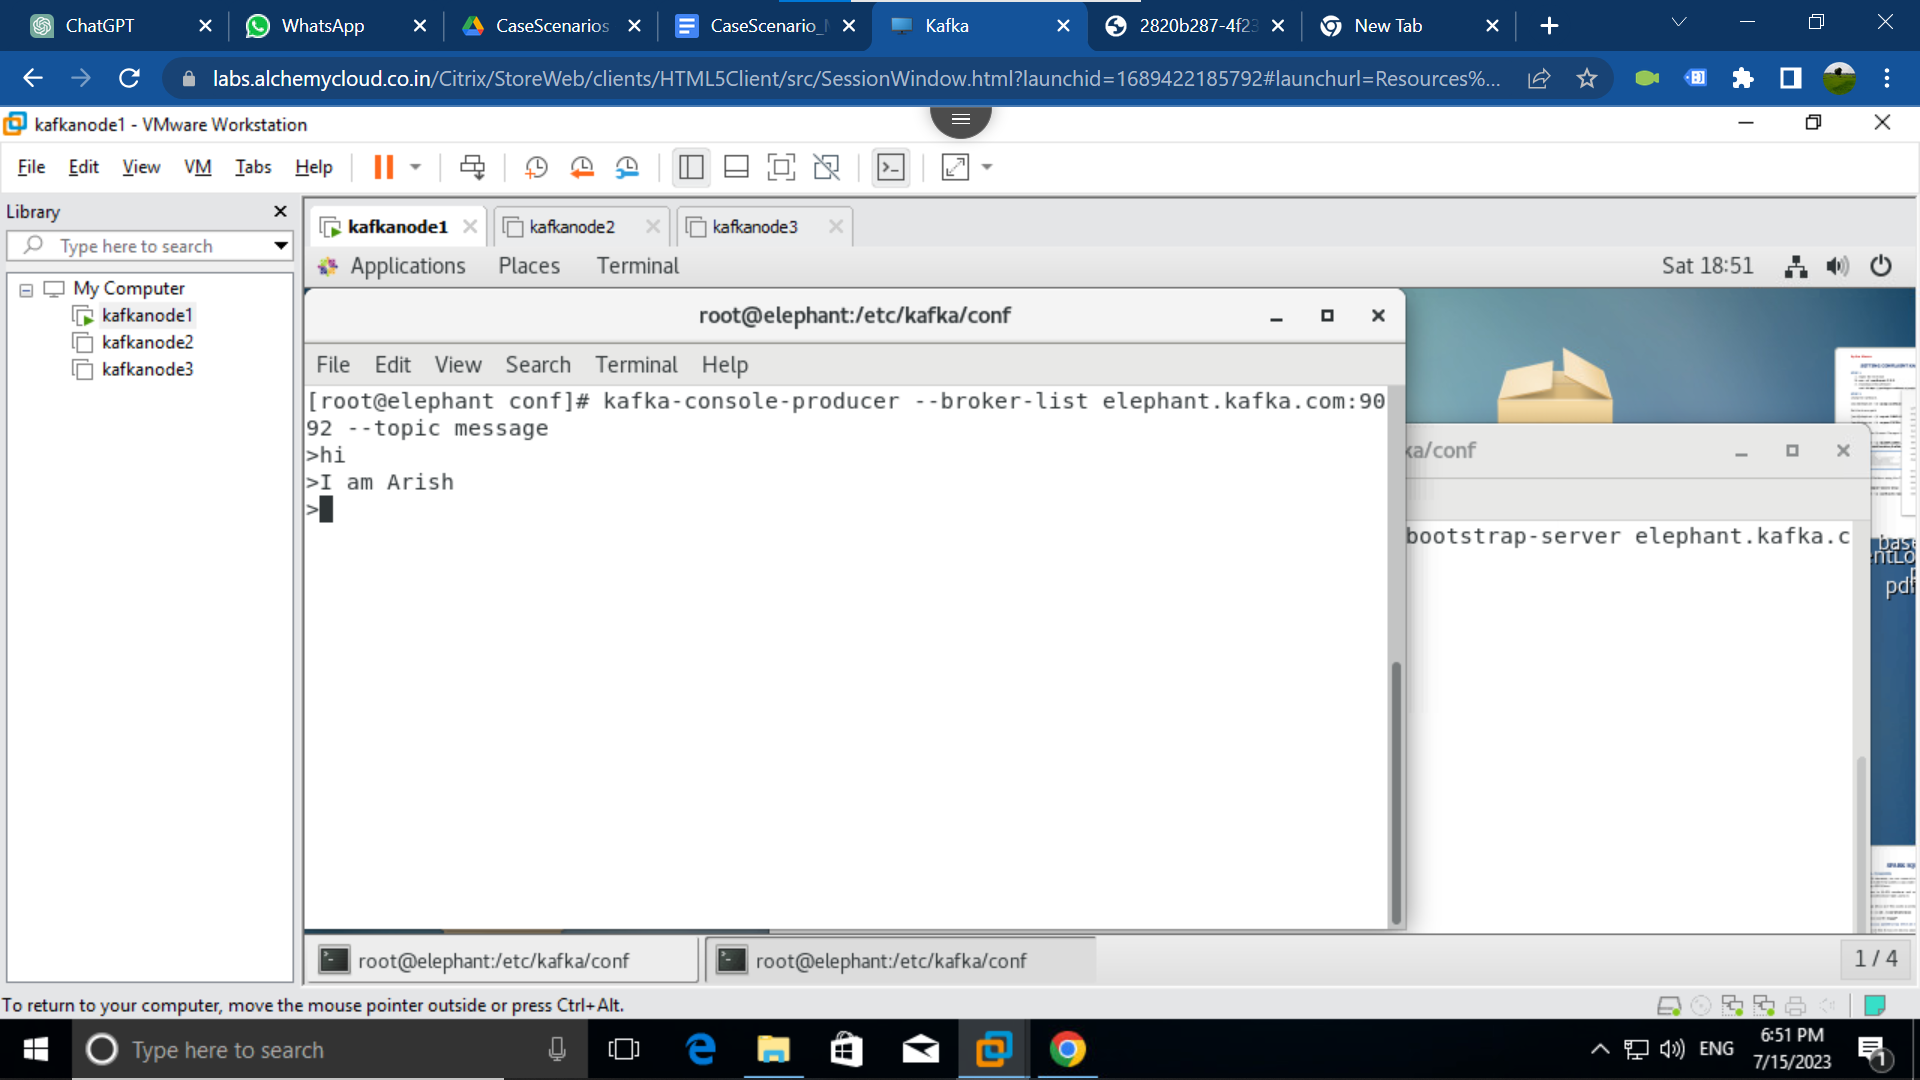 ChatGPT
WhatsApp
CaseScenarios
CaseScenario_
Kafka
2820b287-4f23
New Tab
labs.alchemycloud.co.in/Citrix/StoreWeb/clients/HTML5Client/src/SessionWindow.html?launchid=1689422185792#launchurl=Resources%...
kafkanode1 - VMware Workstation
File Edit View VM Tabs Help
Library
Type here to search
My Computer
kafkanode1
kafkanode2
kafkanode3
kafkanode1
kafkanode2
kafkanode3
Applications Places Terminal
Sat 18:51
root@elephant:/etc/kafka/conf
File Edit View Search Terminal Help
[root@elephant conf]# kafka-console-producer --broker-list elephant.kafka.com:90
92 --topic message
>hi
>I am Arish
>
ka/conf
bootstrap-server elephant.kafka.c
base
entLo
pdf
root@elephant:/etc/kafka/conf
root@elephant:/etc/kafka/conf
1 / 4
To return to your computer, move the mouse pointer outside or press Ctrl+Alt.
Type here to search
ENG
6:51 PM
7/15/2023
1